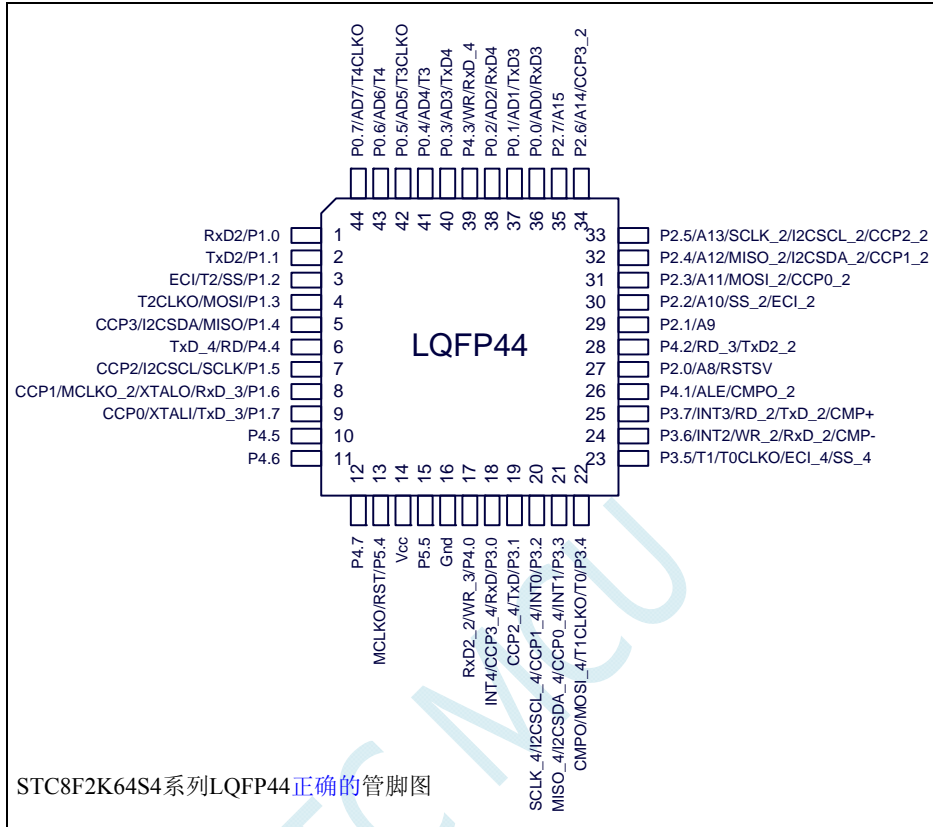 P0.7/AD7/T4CLKO
P0.6/AD6/T4
P0.5/AD5/T3CLKO
P0.4/AD4/T3
P0.3/AD3/TxD4
P4.3/WR/RxD_4
P0.2/AD2/RxD4
P0.1/AD1/TxD3
P0.0/AD0/RxD3
P2.7/A15
P2.6/A14/CCP3_2
44 43 42 41 40 39 38 37 36 35 34
RxD2/P1.0 1
TxD2/P1.1 2
ECI/T2/SS/P1.2 3
T2CLKO/MOSI/P1.3 4
CCP3/I2CSDA/MISO/P1.4 5
TxD_4/RD/P4.4 6
CCP2/I2CSCL/SCLK/P1.5 7
CCP1/MCLKO_2/XTALO/RxD_3/P1.6 8
CCP0/XTALI/TxD_3/P1.7 9
P4.5 10
P4.6 11
LQFP44
33 P2.5/A13/SCLK_2/I2CSCL_2/CCP2_2
32 P2.4/A12/MISO_2/I2CSDA_2/CCP1_2
31 P2.3/A11/MOSI_2/CCP0_2
30 P2.2/A10/SS_2/ECI_2
29 P2.1/A9
28 P4.2/RD_3/TxD2_2
27 P2.0/A8/RSTSV
26 P4.1/ALE/CMPO_2
25 P3.7/INT3/RD_2/TxD_2/CMP+
24 P3.6/INT2/WR_2/RxD_2/CMP-
23 P3.5/T1/T0CLKO/ECI_4/SS_4
12 13 14 15 16 17 18 19 20 21 22
P4.7
MCLKO/RST/P5.4
Vcc
P5.5
Gnd
RxD2_2/WR_3/P4.0
INT4/CCP3_4/RxD/P3.0
CCP2_4/TxD/P3.1
SCLK_4/I2CSCL_4/CCP1_4/INT0/P3.2
MISO_4/I2CSDA_4/CCP0_4/INT1/P3.3
CMPO/MOSI_4/T1CLKO/T0/P3.4
STC8F2K64S4系列LQFP44正确的管脚图
TC MCU